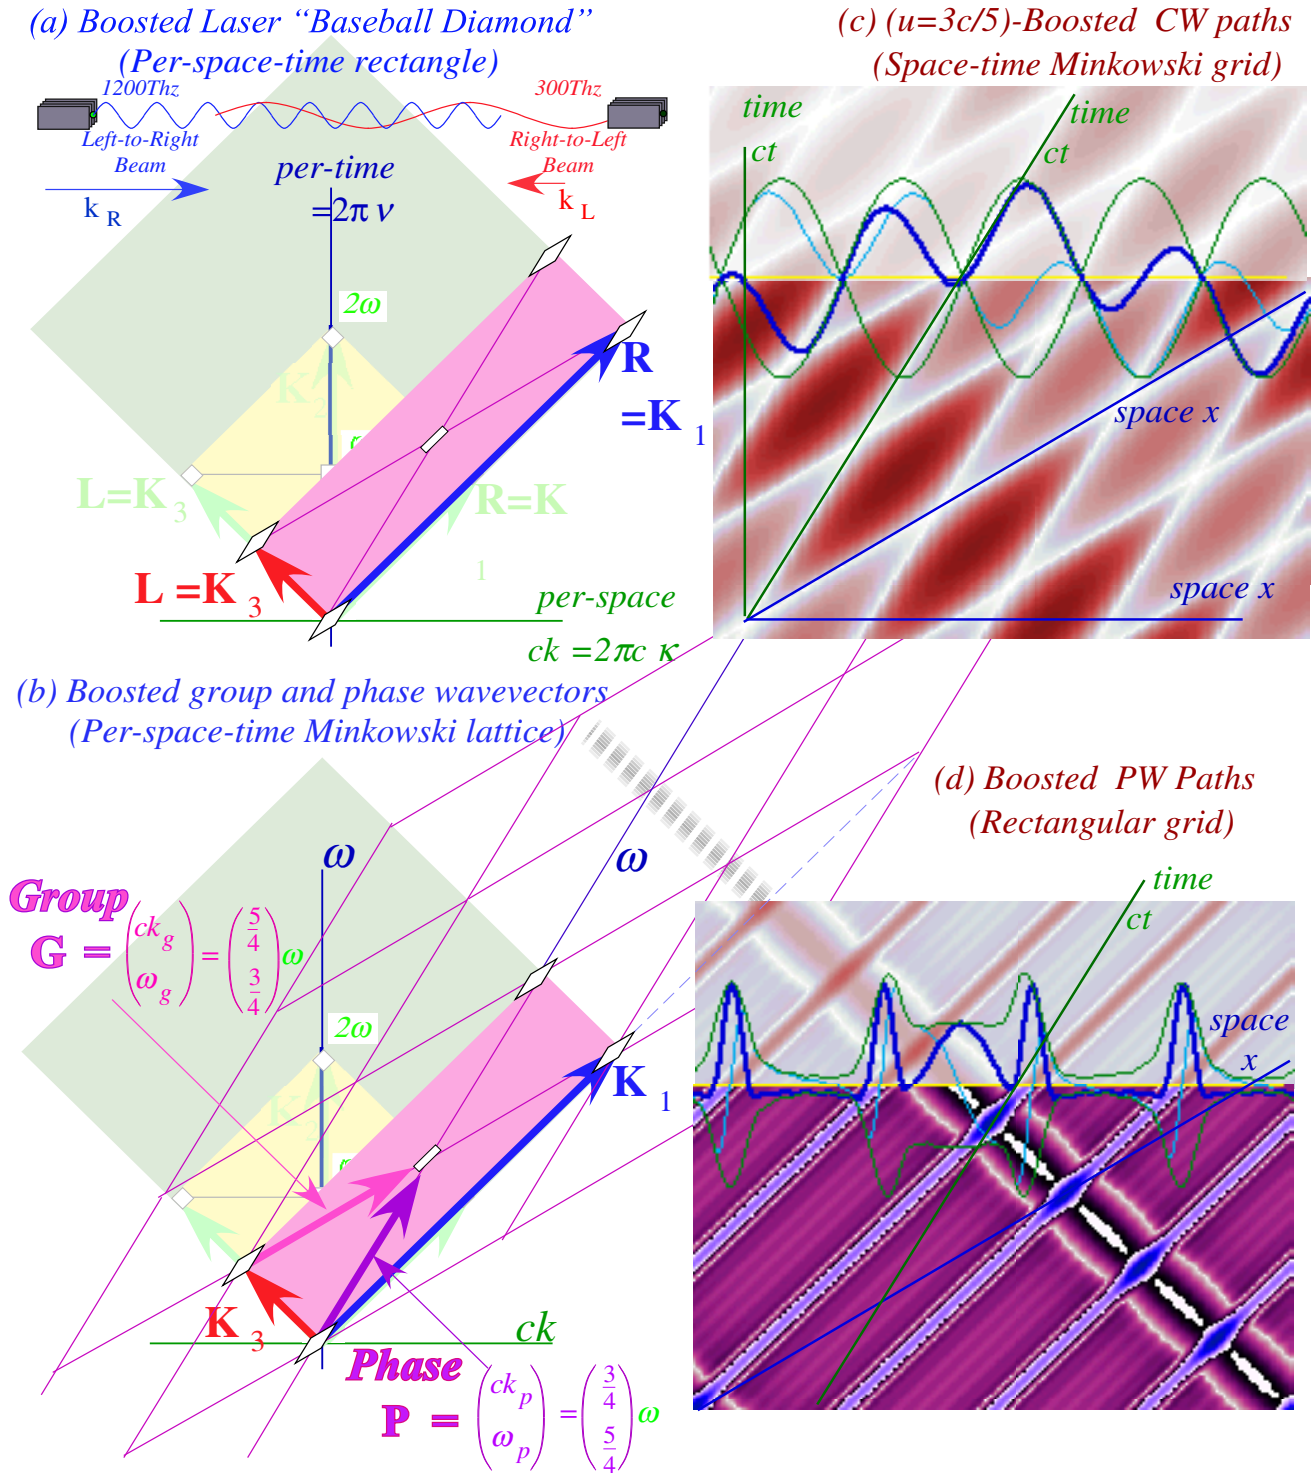 (a) Boosted Laser “Baseball Diamond”
(Per-space-time rectangle)
1200Thz
300Thz
Left-to-Right
Beam
Right-to-Left
Beam
k R
k L
per-time
=2π ν
2ω
K 2
R
=K 1
L=K 3
R=K
1
L =K 3
per-space
ck =2πc κ
(b) Boosted group and phase wavevectors
(Per-space-time Minkowski lattice)
ω
ω
Group
G = (ck g ω g) = (5/4 3/4) ω
2ω
K 1
K 3
ck
Phase
P = (ck p ω p) = (3/4 5/4) ω
(c) (u=3c/5)-Boosted CW paths
(Space-time Minkowski grid)
time
ct
time
ct
space x
space x
(d) Boosted PW Paths
(Rectangular grid)
time
ct
space
x